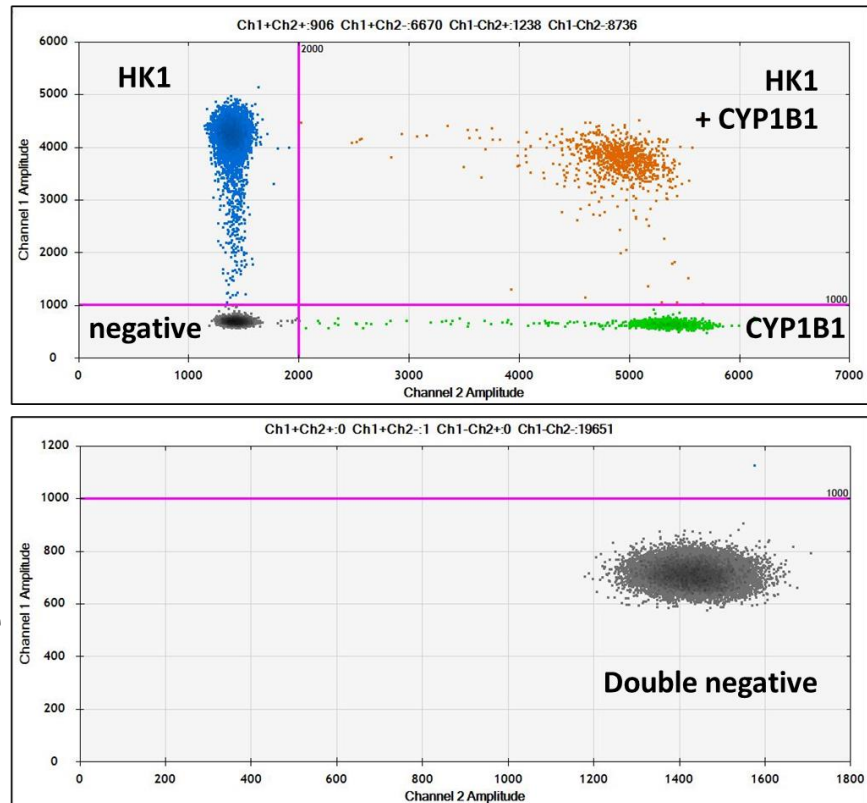 Ch1+Ch2+:906 Ch1+Ch2-:6670 Ch1-Ch2+:1238 Ch1-Ch2-:8736
6000
2000
HK1
HK1
+ CYP1B1
5000
4000
3000
2000
1000
1000
negative
CYP1B1
0
0 1000 2000 3000 4000 5000 6000 7000
Channel 1 Amplitude
Channel 2 Amplitude
Ch1+Ch2+:0 Ch1+Ch2-:1 Ch1-Ch2+:0 Ch1-Ch2-:19651
1200
1000
1000
800
600
400
200
0
Double negative
0 200 400 600 800 1000 1200 1400 1600 1800
Channel 1 Amplitude
Channel 2 Amplitude